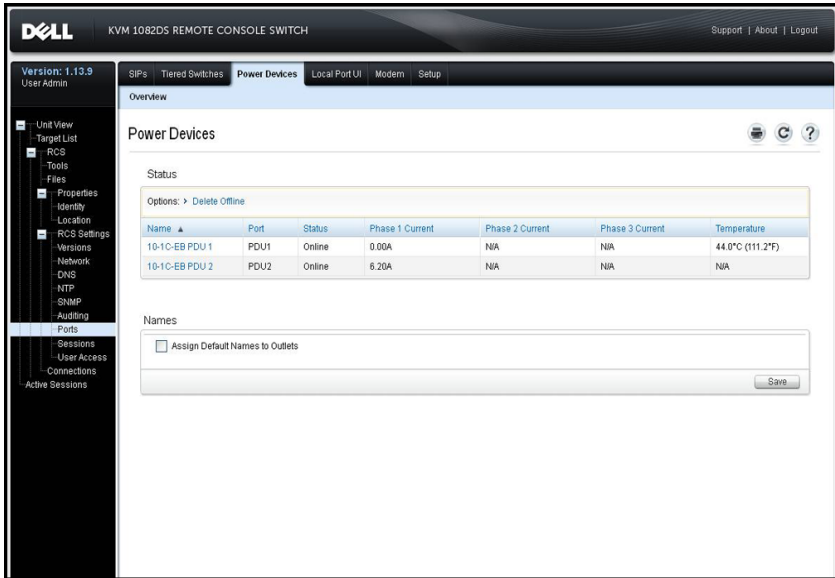 DELL KVM 1082DS REMOTE CONSOLE SWITCH Support | About | Logout
Version: 1.13.9
User Admin
SIPs Tiered Switches Power Devices Local Port UI Modem Setup
Overview
Unit View
Target List
RCS
Tools
Files
Properties
Identity
Location
RCS Settings
Versions
Network
DNS
NTP
SNMP
Auditing
Ports
Sessions
User Access
Connections
Active Sessions
Power Devices
Status
Options: > Delete Offline
Name ▲ Port Status Phase 1 Current Phase 2 Current Phase 3 Current Temperature
10-1C-EB PDU 1 PDU1 Online 0.00A N/A N/A 44.0°C (111.2°F)
10-1C-EB PDU 2 PDU2 Online 6.20A N/A N/A N/A
Names
Assign Default Names to Outlets
Save